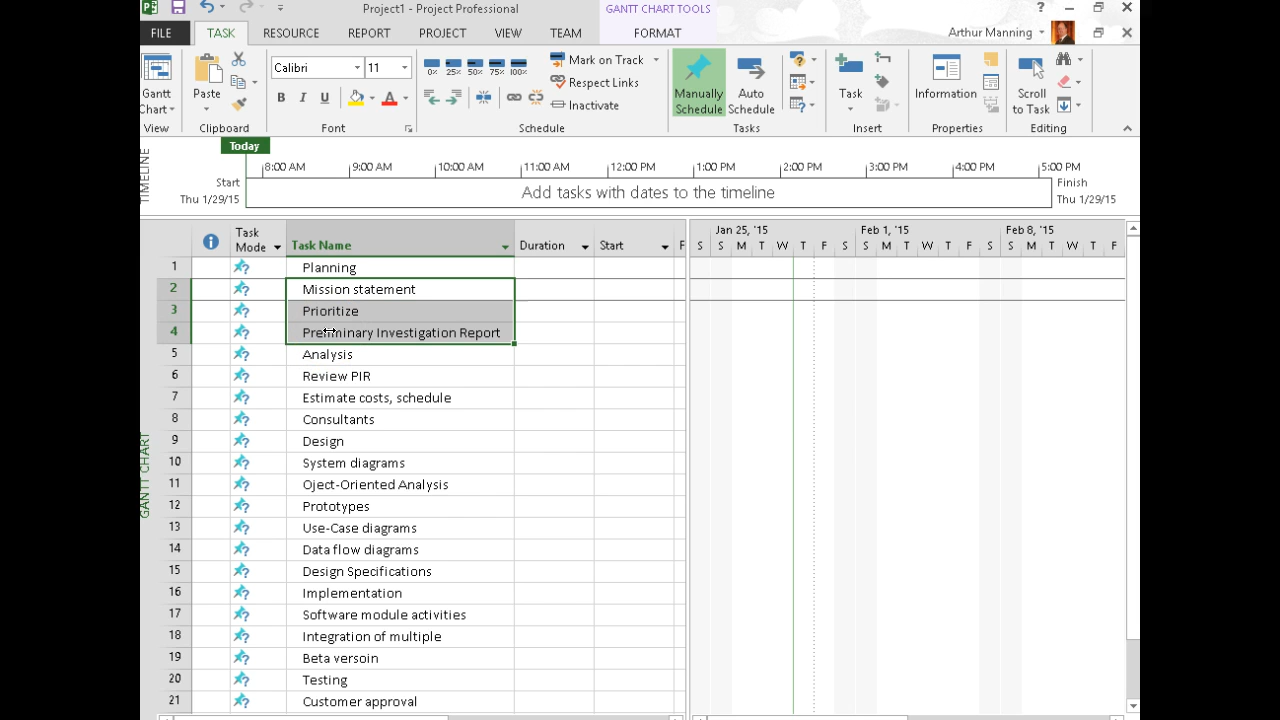 Project1 - Project Professional
GANTT CHART TOOLS
?
FILE TASK RESOURCE REPORT PROJECT VIEW TEAM FORMAT Arthur Manning
Gantt Chart
View
Paste
Clipboard
Calibri 11
B I U A
Font
0% 25% 50% 75% 100%
Mark on Track
Respect Links
Inactivate
Schedule
Manually Schedule
Auto Schedule
Tasks
Task
Insert
Information
Properties
Scroll to Task
Editing
Today
TIMELINE
8:00 AM 9:00 AM 10:00 AM 11:00 AM 12:00 PM 1:00 PM 2:00 PM 3:00 PM 4:00 PM 5:00 PM
Start
Thu 1/29/15
Add tasks with dates to the timeline
Finish
Thu 1/29/15
GANTT CHART
Task Mode Task Name Duration Start F
Jan 25, '15 Feb 1, '15 Feb 8, '15
S S M T W T F S S M T W T F S S M T W T F
1 Planning
2 Mission statement
3 Prioritize
4 Preliminary Investigation Report
5 Analysis
6 Review PIR
7 Estimate costs, schedule
8 Consultants
9 Design
10 System diagrams
11 Oject-Oriented Analysis
12 Prototypes
13 Use-Case diagrams
14 Data flow diagrams
15 Design Specifications
16 Implementation
17 Software module activities
18 Integration of multiple
19 Beta versoin
20 Testing
21 Customer approval